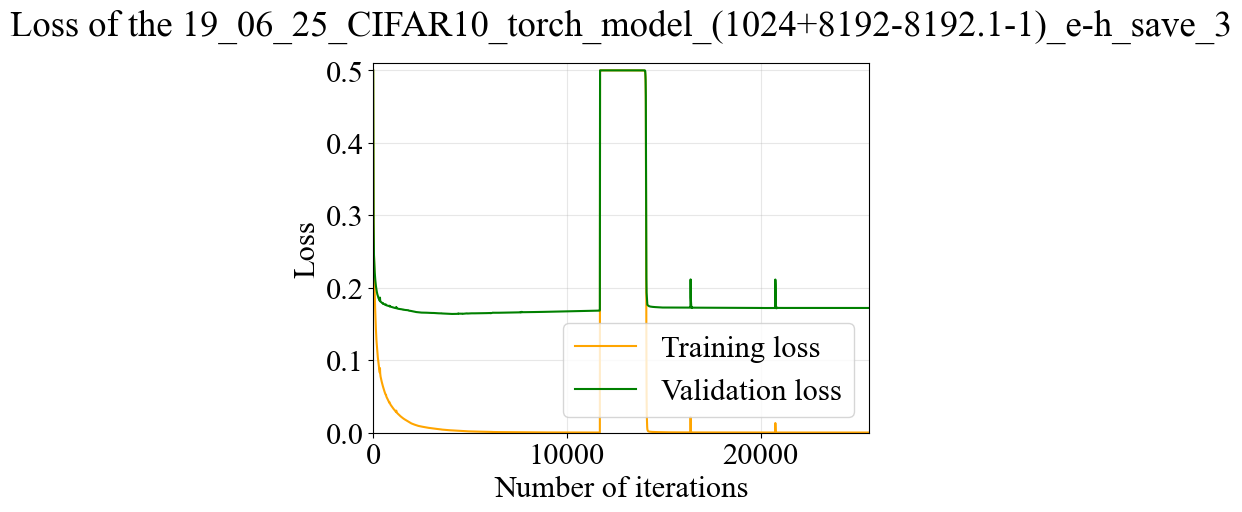 Loss of the 19_06_25_CIFAR10_torch_model_(1024+8192-8192.1-1)_e-h_save_3
0.5
0.4
0.3
0.2
0.1
0.0
Loss
Training loss
Validation loss
0
10000
20000
Number of iterations